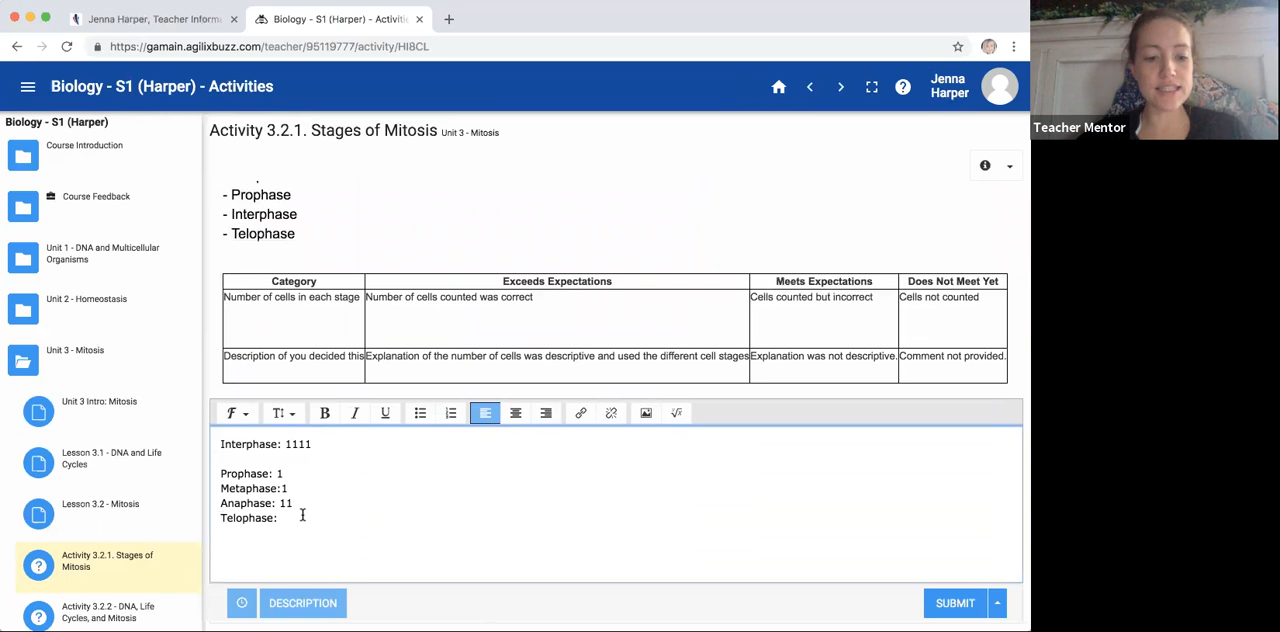 Jenna Harper, Teacher Inform
Biology - S1 (Harper) - Activitie
https://gamain.agilixbuzz.com/teacher/95119777/activity/HI8CL
Biology - S1 (Harper) - Activities
Jenna Harper
Teacher Mentor
Biology - S1 (Harper)
Course Introduction
Course Feedback
Unit 1 - DNA and Multicellular
Organisms
Unit 2 - Homeostasis
Unit 3 - Mitosis
Unit 3 Intro: Mitosis
Lesson 3.1 - DNA and Life
Cycles
Lesson 3.2 - Mitosis
Activity 3.2.1. Stages of
Mitosis
Activity 3.2.2 - DNA, Life
Cycles, and Mitosis
Activity 3.2.1. Stages of Mitosis Unit 3 - Mitosis
- Prophase
- Interphase
- Telophase
Category Exceeds Expectations Meets Expectations Does Not Meet Yet
Number of cells in each stage Number of cells counted was correct Cells counted but incorrect Cells not counted
Description of you decided this Explanation of the number of cells was descriptive and used the different cell stages Explanation was not descriptive. Comment not provided.
B I U
Interphase: 1111
Prophase: 1
Metaphase:1
Anaphase: 11
Telophase:
DESCRIPTION
SUBMIT